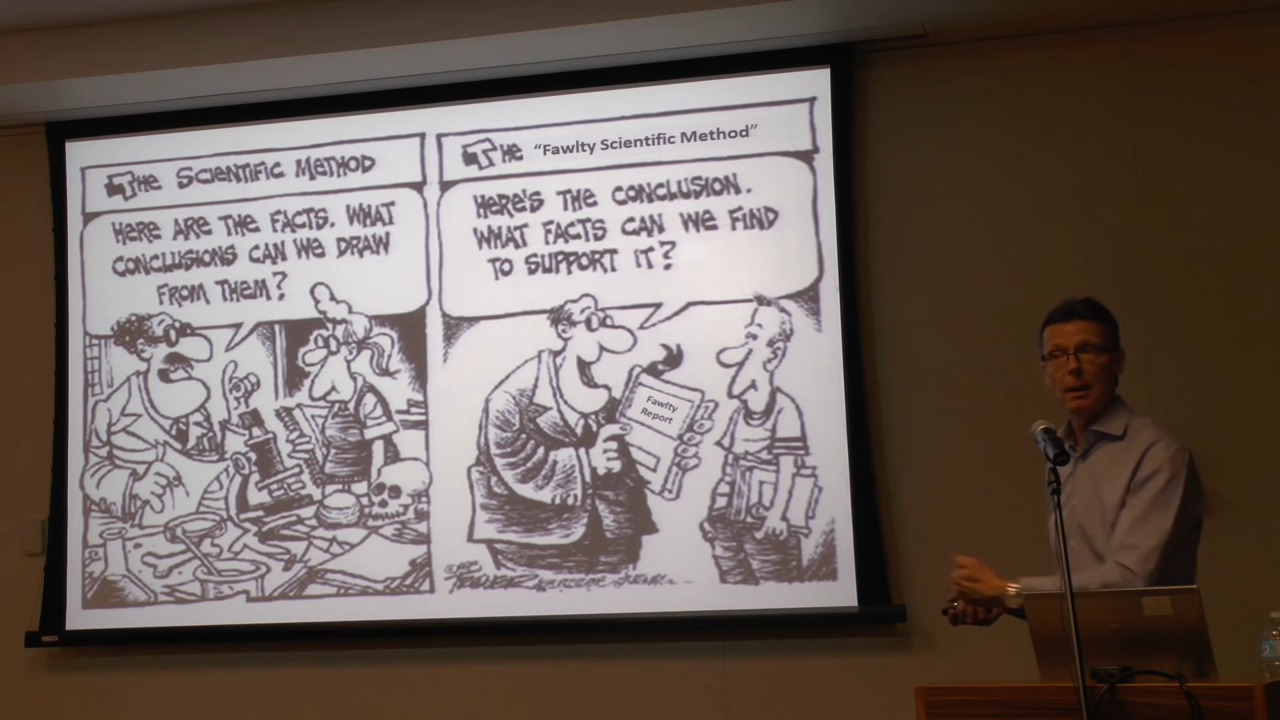 The Scientific Method
Here are the facts. What
conclusions can we draw
from them?
The “Fawlty Scientific Method”
Here's the conclusion.
What facts can we find
to support it?
Fawlty
Report